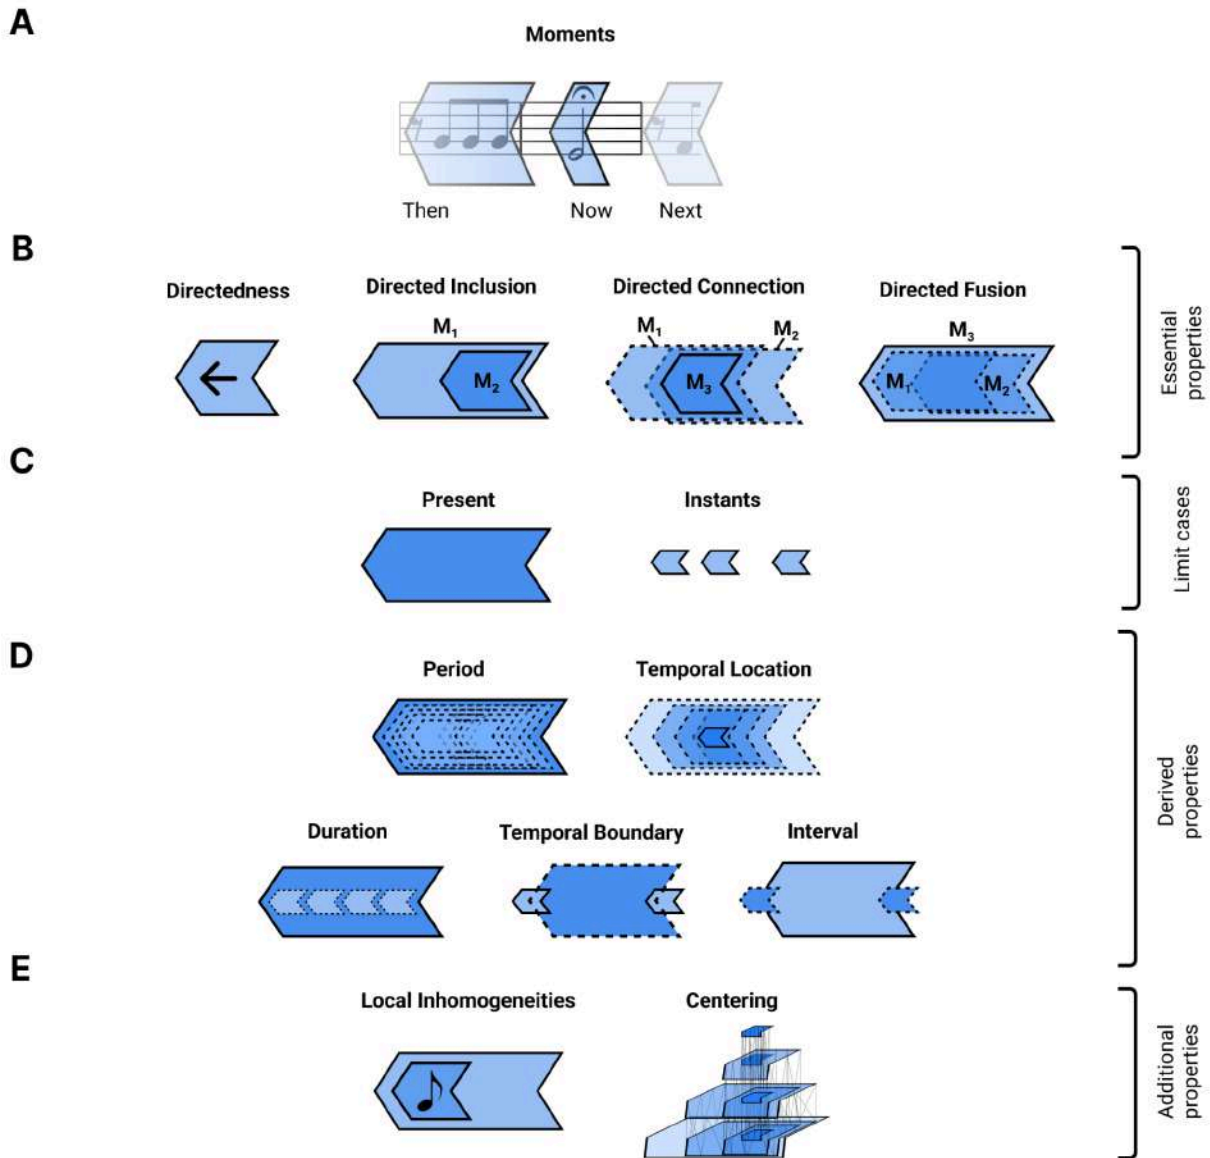 A
Moments
Then Now Next
B
Directedness Directed Inclusion Directed Connection Directed Fusion
M₁ M₁ M₂ M₃
M₂ M₃ M₁ M₂
Essential
properties
C
Present Instants
Limit cases
D
Period Temporal Location
Duration Temporal Boundary Interval
Derived
properties
E
Local Inhomogeneities Centering
Additional
properties